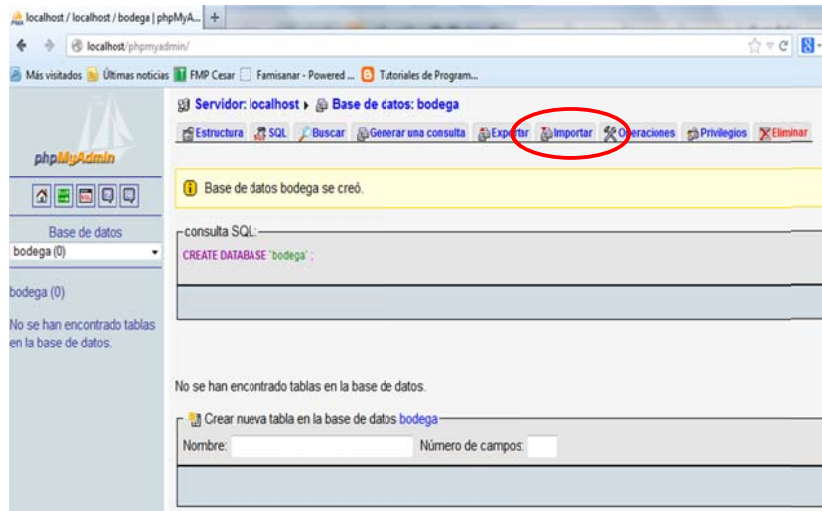 localhost / localhost / bodega | phpMyA... +
localhost/phpmyadmin/
Más visitados Últimas noticias FMP Cesar Famisanar - Powered ... Tutoriales de Program...
phpMyAdmin
Base de datos
bodega (0)
bodega (0)
No se han encontrado tablas
en la base de datos.
Servidor: localhost ▸ Base de datos: bodega
Estructura SQL Buscar Generar una consulta Exportar Importar Operaciones Privilegios Eliminar
Base de datos bodega se creó.
consulta SQL:
CREATE DATABASE `bodega` ;
No se han encontrado tablas en la base de datos.
Crear nueva tabla en la base de datos bodega
Nombre: Número de campos: